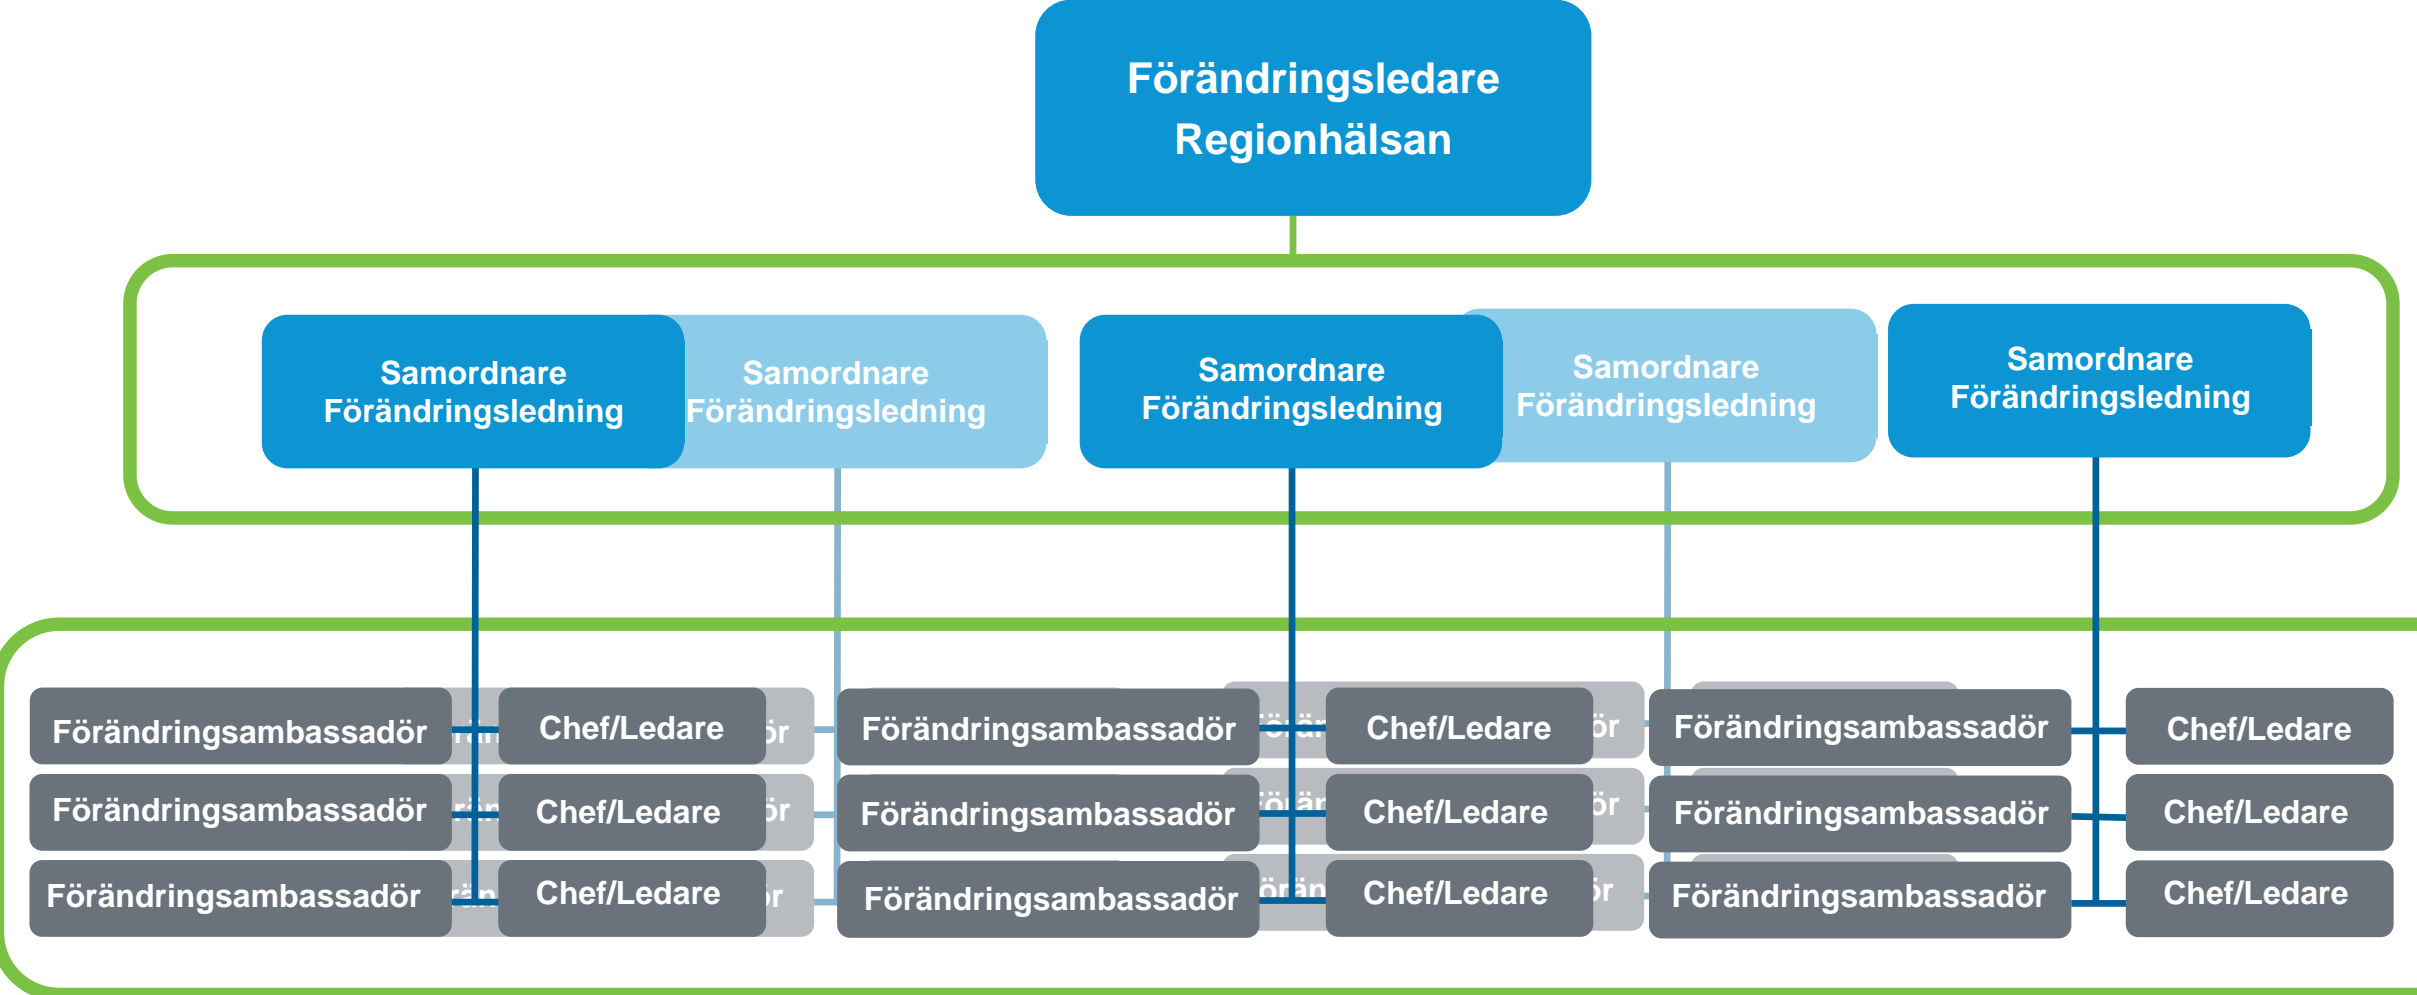 Förändringsledare
Regionhälsan
Samordnare
Förändringsledning
Samordnare
Förändringsledning
Samordnare
Förändringsledning
Samordnare
Förändringsledning
Samordnare
Förändringsledning
Förändringsambassadör
Chef/Ledare
Förändringsambassadör
Chef/Ledare
Förändringsambassadör
Chef/Ledare
Förändringsambassadör
Chef/Ledare
Förändringsambassadör
Chef/Ledare
Förändringsambassadör
Chef/Ledare
Förändringsambassadör
Chef/Ledare
Förändringsambassadör
Chef/Ledare
Förändringsambassadör
Chef/Ledare